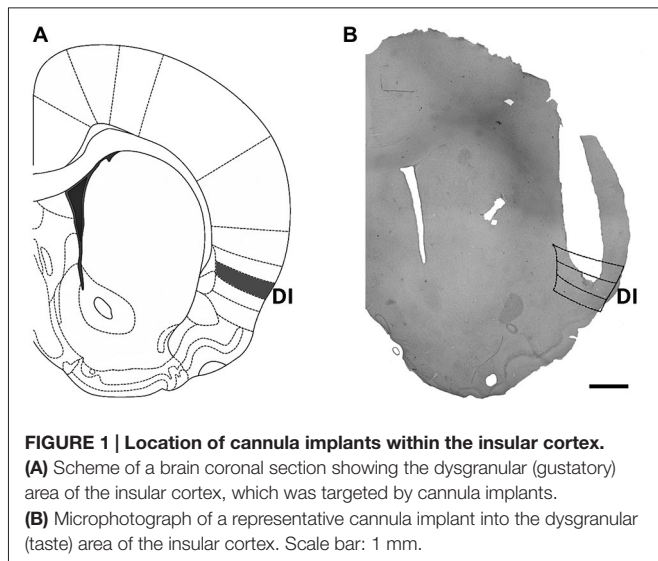 A
B
DI
DI
FIGURE 1 | Location of cannula implants within the insular cortex.
(A) Scheme of a brain coronal section showing the dysgranular (gustatory)
area of the insular cortex, which was targeted by cannula implants.
(B) Microphotograph of a representative cannula implant into the dysgranular
(taste) area of the insular cortex. Scale bar: 1 mm.